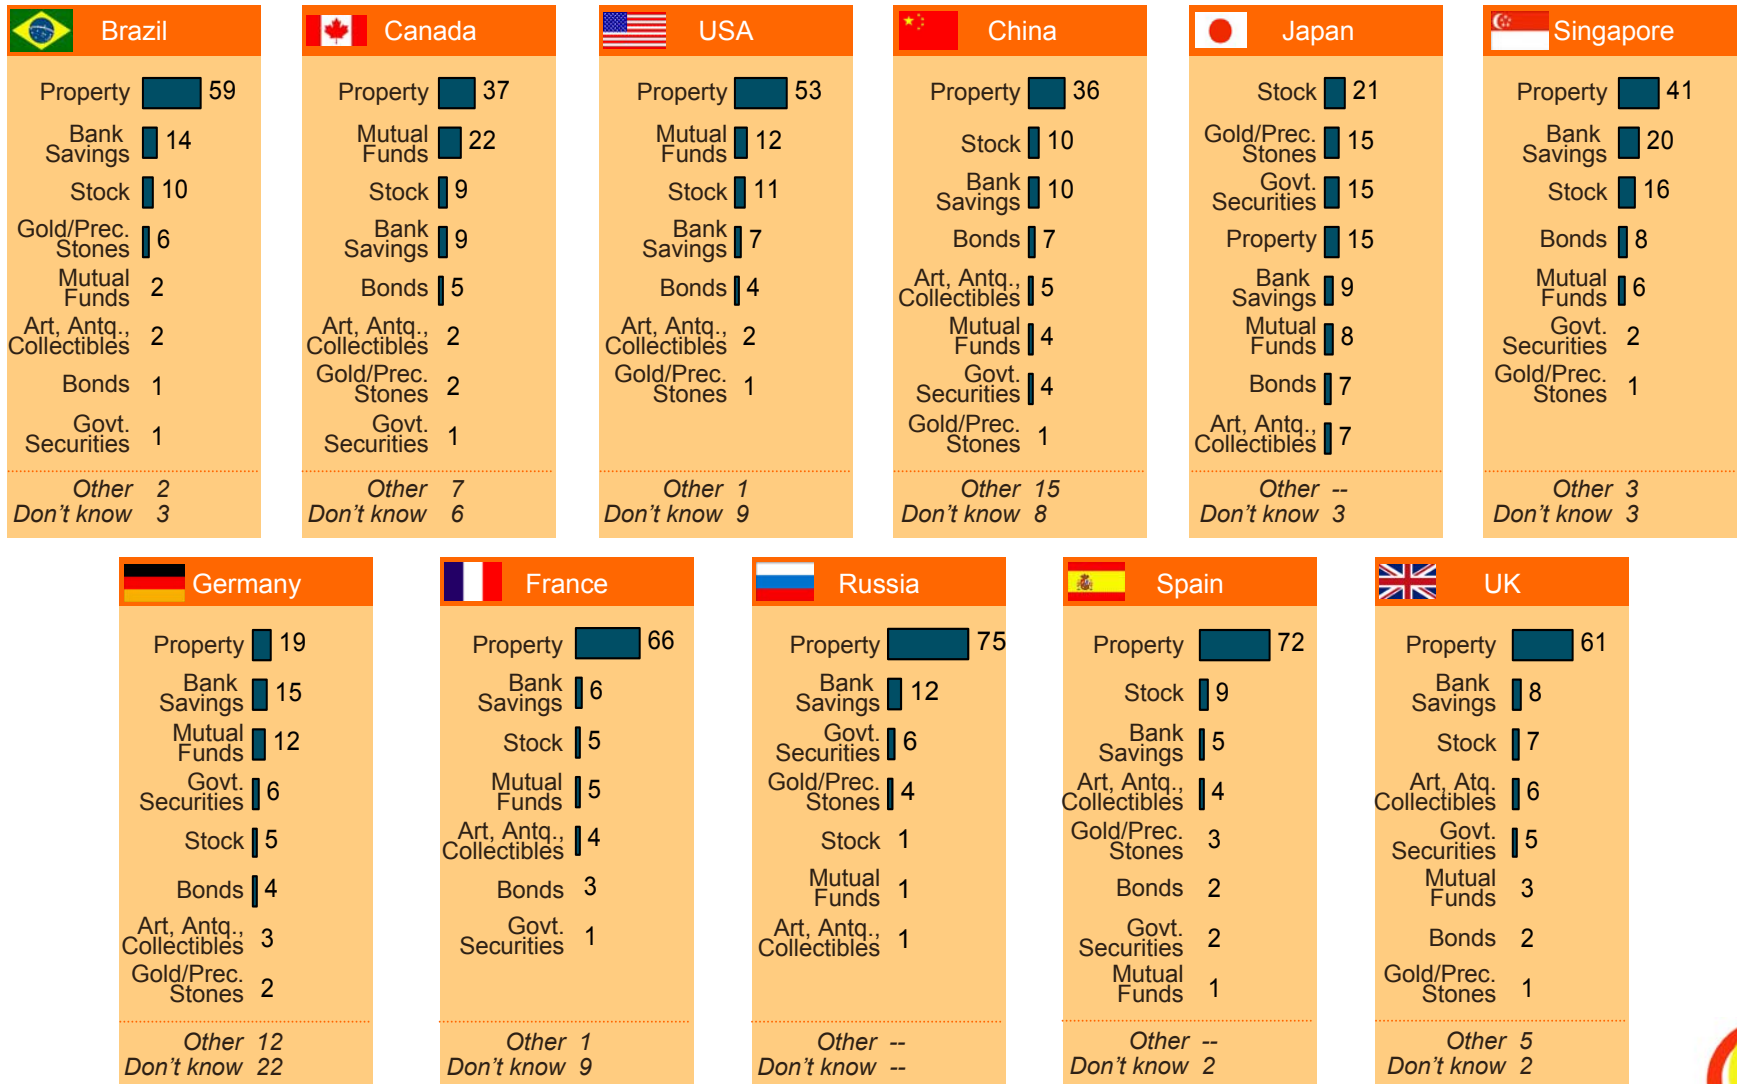 Brazil
Property 59
Bank
Savings 14
Stock 10
Gold/Prec.
Stones 6
Mutual
Funds 2
Art, Antq.,
Collectibles 2
Bonds 1
Govt.
Securities 1
Other 2
Don't know 3
Canada
Property 37
Mutual
Funds 22
Stock 9
Bank
Savings 9
Bonds 5
Art, Antq.,
Collectibles 2
Gold/Prec.
Stones 2
Govt.
Securities 1
Other 7
Don't know 6
USA
Property 53
Mutual
Funds 12
Stock 11
Bank
Savings 7
Bonds 4
Art, Antq.,
Collectibles 2
Gold/Prec.
Stones 1
Other 1
Don't know 9
China
Property 36
Stock 10
Bank
Savings 10
Bonds 7
Art, Antq.,
Collectibles 5
Mutual
Funds 4
Govt.
Securities 4
Gold/Prec.
Stones 1
Other 15
Don't know 8
Japan
Stock 21
Gold/Prec.
Stones 15
Govt.
Securities 15
Property 15
Bank
Savings 9
Mutual
Funds 8
Bonds 7
Art, Antq.,
Collectibles 7
Other --
Don't know 3
Singapore
Property 41
Bank
Savings 20
Stock 16
Bonds 8
Mutual
Funds 6
Govt.
Securities 2
Gold/Prec.
Stones 1
Other 3
Don't know 3
Germany
Property 19
Bank
Savings 15
Mutual
Funds 12
Govt.
Securities 6
Stock 5
Bonds 4
Art, Antq.,
Collectibles 3
Gold/Prec.
Stones 2
Other 12
Don't know 22
France
Property 66
Bank
Savings 6
Stock 5
Mutual
Funds 5
Art, Antq.,
Collectibles 4
Bonds 3
Govt.
Securities 1
Other 1
Don't know 9
Russia
Property 75
Bank
Savings 12
Govt.
Securities 6
Gold/Prec.
Stones 4
Stock 1
Mutual
Funds 1
Art, Antq.,
Collectibles 1
Other --
Don't know --
Spain
Property 72
Stock 9
Bank
Savings 5
Art, Antq.,
Collectibles 4
Gold/Prec.
Stones 3
Bonds 2
Govt.
Securities 2
Mutual
Funds 1
Other --
Don't know 2
UK
Property 61
Bank
Savings 8
Stock 7
Art, Atq.
Collectibles 6
Govt.
Securities 5
Mutual
Funds 3
Bonds 2
Gold/Prec.
Stones 1
Other 5
Don't know 2